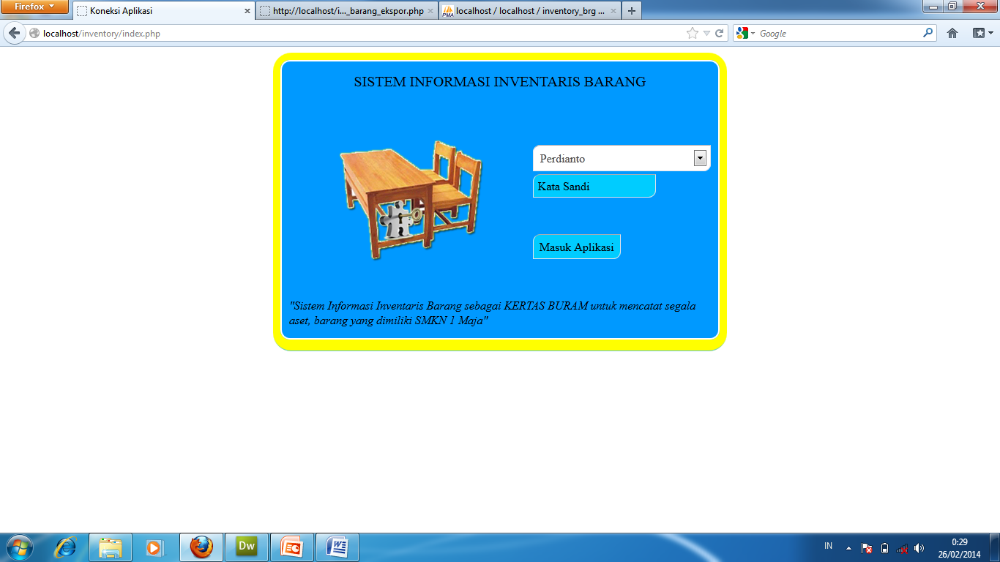 Firefox
Koneksi Aplikasi
http://localhost/i..._barang_ekspor.php
PMA
localhost / localhost / inventory_brg ...
localhost/inventory/index.php
Google
SISTEM INFORMASI INVENTARIS BARANG
Perdianto
Kata Sandi
Masuk Aplikasi
"Sistem Informasi Inventaris Barang sebagai KERTAS BURAM untuk mencatat segala
aset, barang yang dimiliki SMKN 1 Maja"
Dw
IN
0:29
26/02/2014